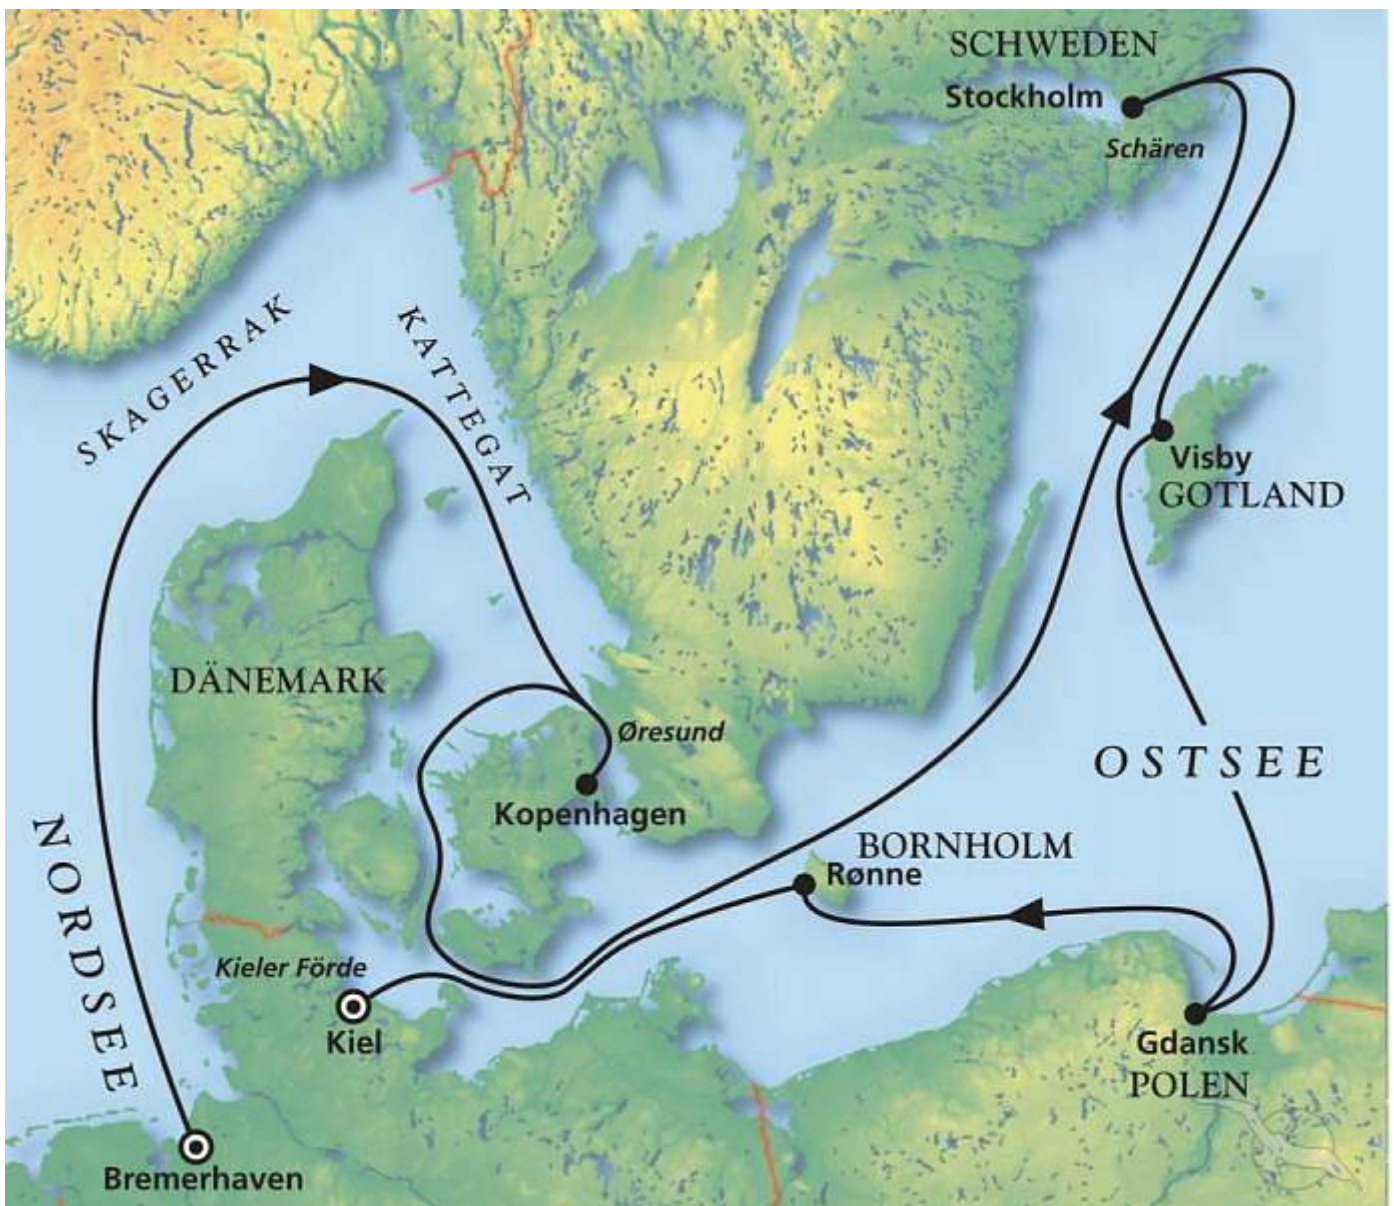 SCHWEDEN
Stockholm
Schären
SKAGERRAK
KATTEGAT
Visby
GOTLAND
DÄNEMARK
Øresund
OSTSEE
Kopenhagen
NORDSEE
BORNHOLM
Rønne
Kieler Förde
Kiel
Gdansk
POLEN
Bremerhaven